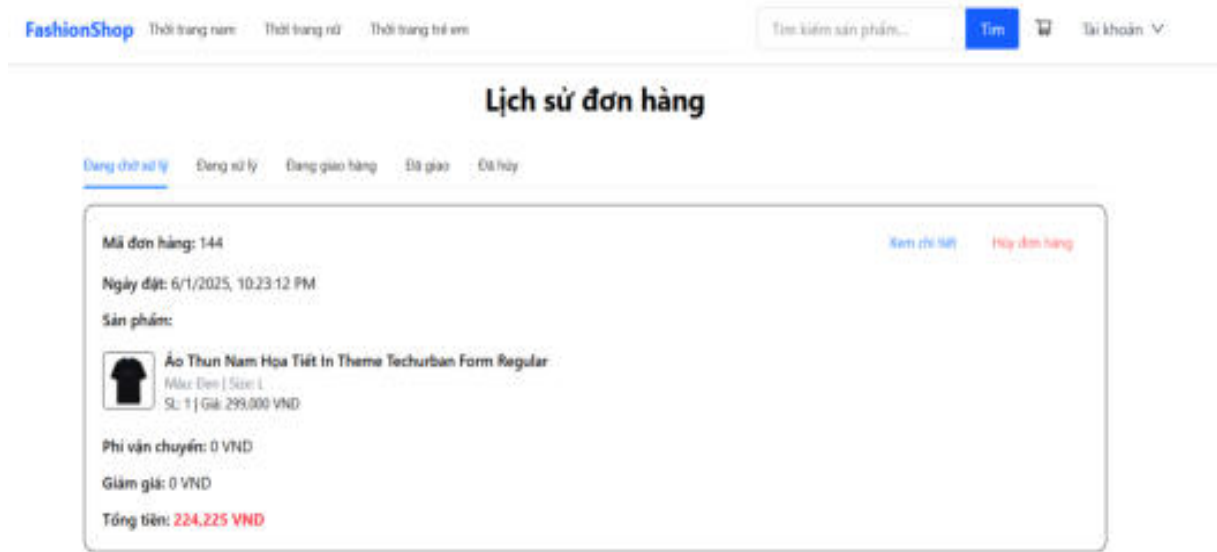 FashionShop Thời trang nam Thời trang nữ Thời trang trẻ em Tìm kiếm sản phẩm... Tìm Tài khoản
Lịch sử đơn hàng
Đang chờ xử lý Đang xử lý Đang giao hàng Đã giao Đã hủy
Mã đơn hàng: 144 Xem chi tiết Hủy đơn hàng
Ngày đặt: 6/1/2025, 10:23:12 PM
Sản phẩm:
Áo Thun Nam Họa Tiết In Theme Techurban Form Regular
Màu: Đen | Size: L
SL: 1 | Giá: 299,000 VND
Phí vận chuyển: 0 VND
Giảm giá: 0 VND
Tổng tiền: 224,225 VND